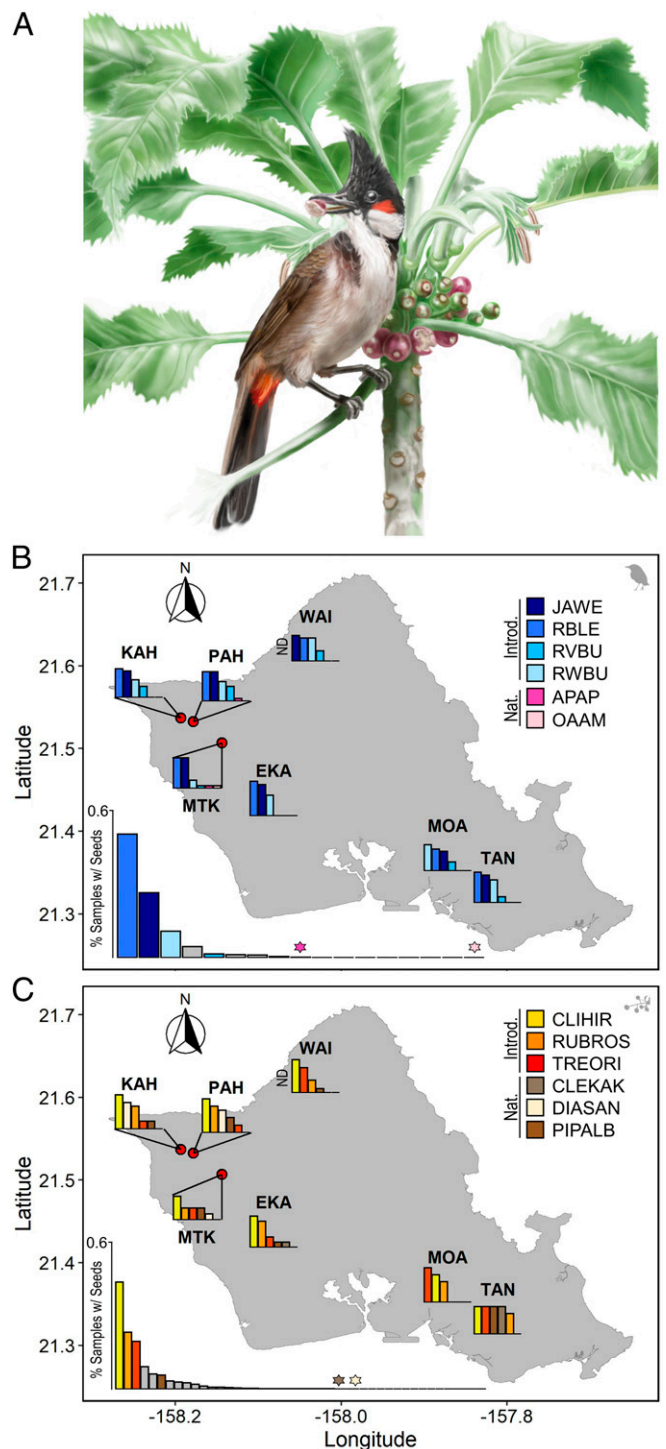 A
B
N
21.7
21.6
21.5
21.4
21.3
Latitude
WAI
ND
KAH
PAH
MTK
EKA
MOA
TAN
0.6
% Samples w/ Seeds
Introd.
JAWE
RBLE
RVBU
RWBU
Nat.
APAP
OAAM
C
N
21.7
21.6
21.5
21.4
21.3
Latitude
WAI
ND
KAH
PAH
MTK
EKA
MOA
TAN
0.6
% Samples w/ Seeds
Introd.
CLIHIR
RUBROS
TREORI
Nat.
CLEKAK
DIASAN
PIPALB
-158.2
-158.0
-157.8
Longitude